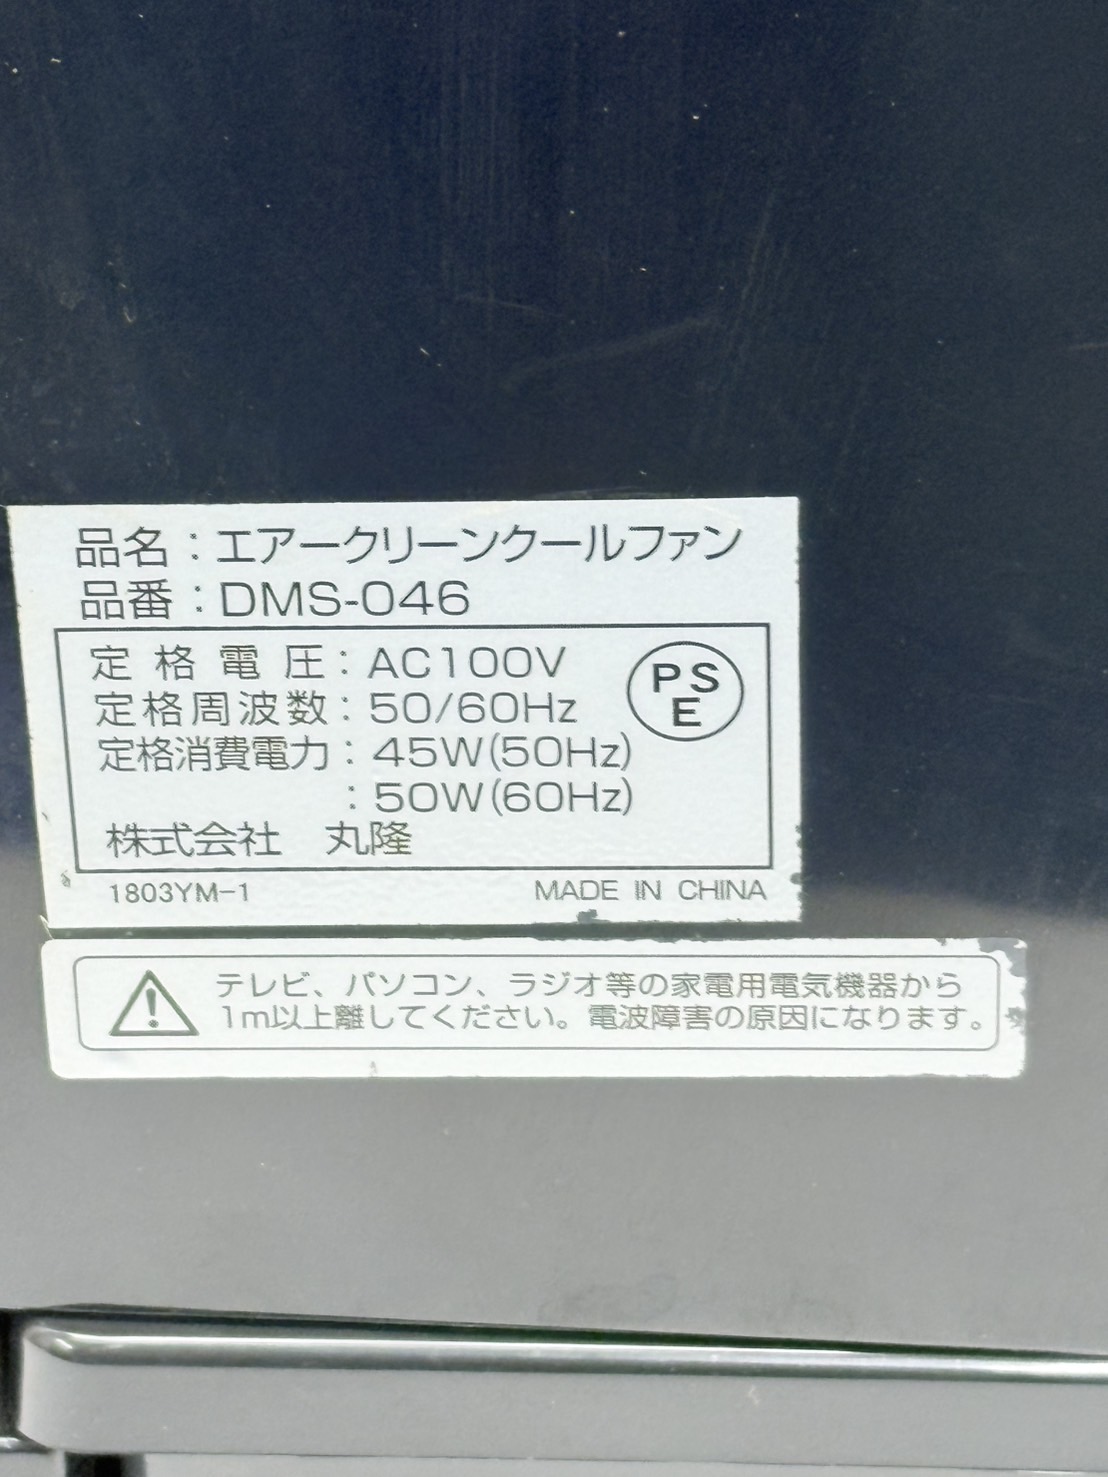 品名：エアークリーンクールファン
品番：DMS-046
定格電圧：AC100V
定格周波数：50/60Hz
定格消費電力：45W(50Hz)
：50W(60Hz)
PS
E
株式会社　丸隆
1803YM-1 MADE IN CHINA
テレビ、パソコン、ラジオ等の家電用電気機器から
1m以上離してください。電波障害の原因になります。